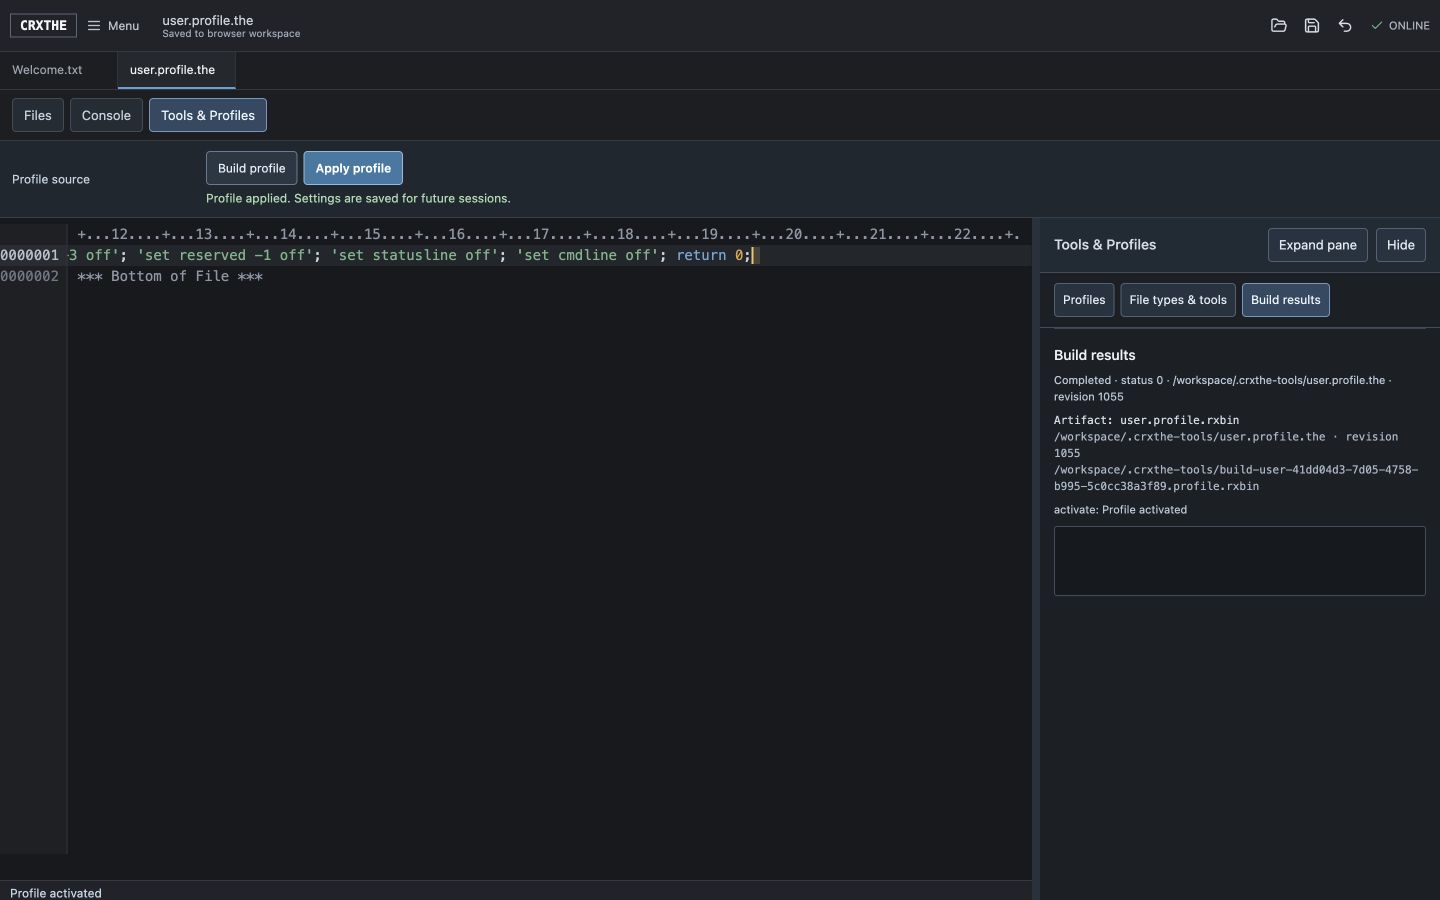 CRXTHE
Menu
user.profile.the
Saved to browser workspace
ONLINE
Welcome.txt
user.profile.the
Files
Console
Tools & Profiles
Profile source
Build profile
Apply profile
Profile applied. Settings are saved for future sessions.
+...12....+...13....+...14....+...15....+...16....+...17....+...18....+...19....+...20....+...21....+...22....+.
0000001 -3 off'; 'set reserved -1 off'; 'set statusline off'; 'set cmdline off'; return 0;
0000002 *** Bottom of File ***
Tools & Profiles
Expand pane
Hide
Profiles
File types & tools
Build results
Build results
Completed · status 0 · /workspace/.crxthe-tools/user.profile.the ·
revision 1055
Artifact: user.profile.rxbin
/workspace/.crxthe-tools/user.profile.the · revision
1055
/workspace/.crxthe-tools/build-user-41dd04d3-7d05-4758-
b995-5c0cc38a3f89.profile.rxbin
activate: Profile activated
Profile activated